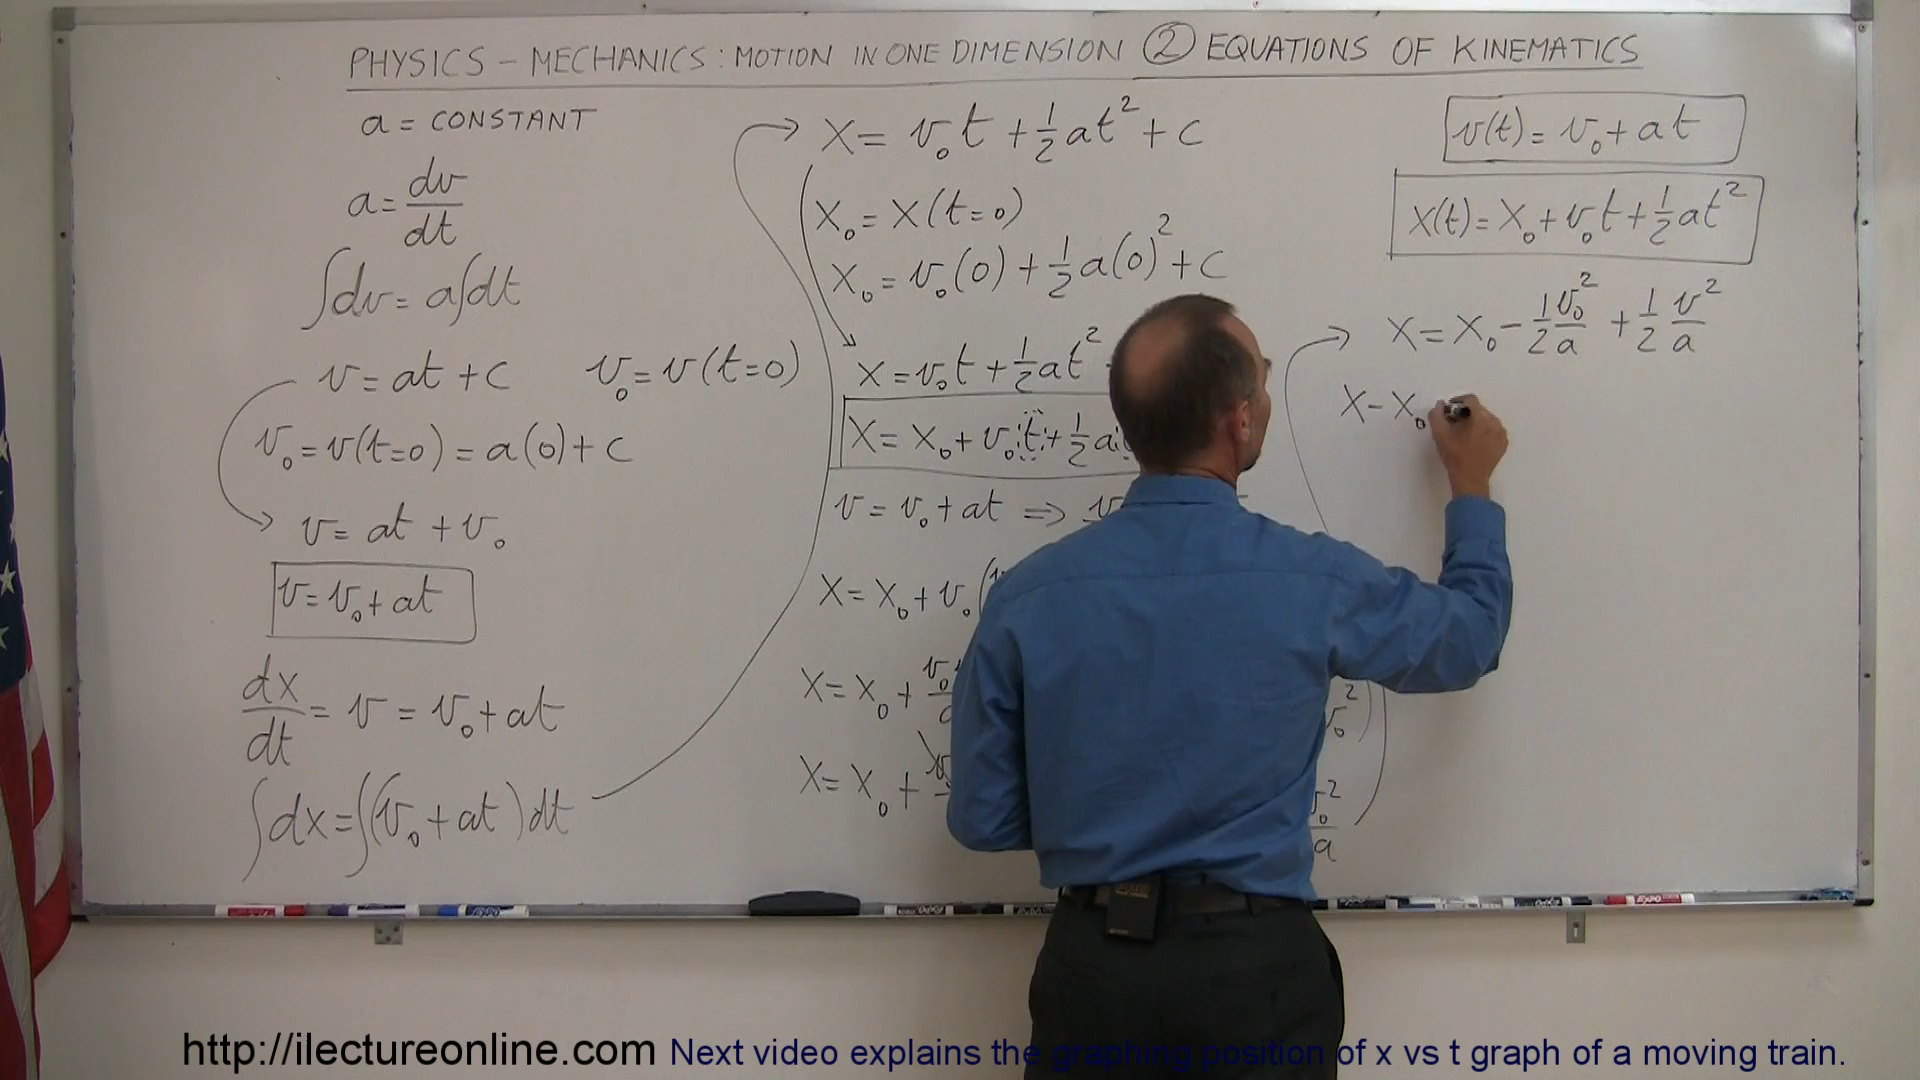 PHYSICS – MECHANICS: MOTION IN ONE DIMENSION ② EQUATIONS OF KINEMATICS
a = CONSTANT
a = dv/dt
∫dv = a∫dt
v = at + c    v₀ = v(t=0)
v₀ = v(t=0) = a(0) + c
v = at + v₀
v = v₀ + at
dx/dt = v = v₀ + at
∫dx = ∫(v₀ + at)dt
x = v₀t + ½at² + c
x₀ = x(t=0)
x₀ = v₀(0) + ½a(0)² + c
x = v₀t + ½at²
x = x₀ + v₀t + ½a
v = v₀ + at ⇒
x = x₀ + v₀(
x = x₀ +
x = x₀ +
v(t) = v₀ + at
x(t) = x₀ + v₀t + ½at²
x = x₀ – ½ v₀²/a + ½ v²/a
x – x₀
http://ilectureonline.com Next video explains the graphing position of x vs t graph of a moving train.